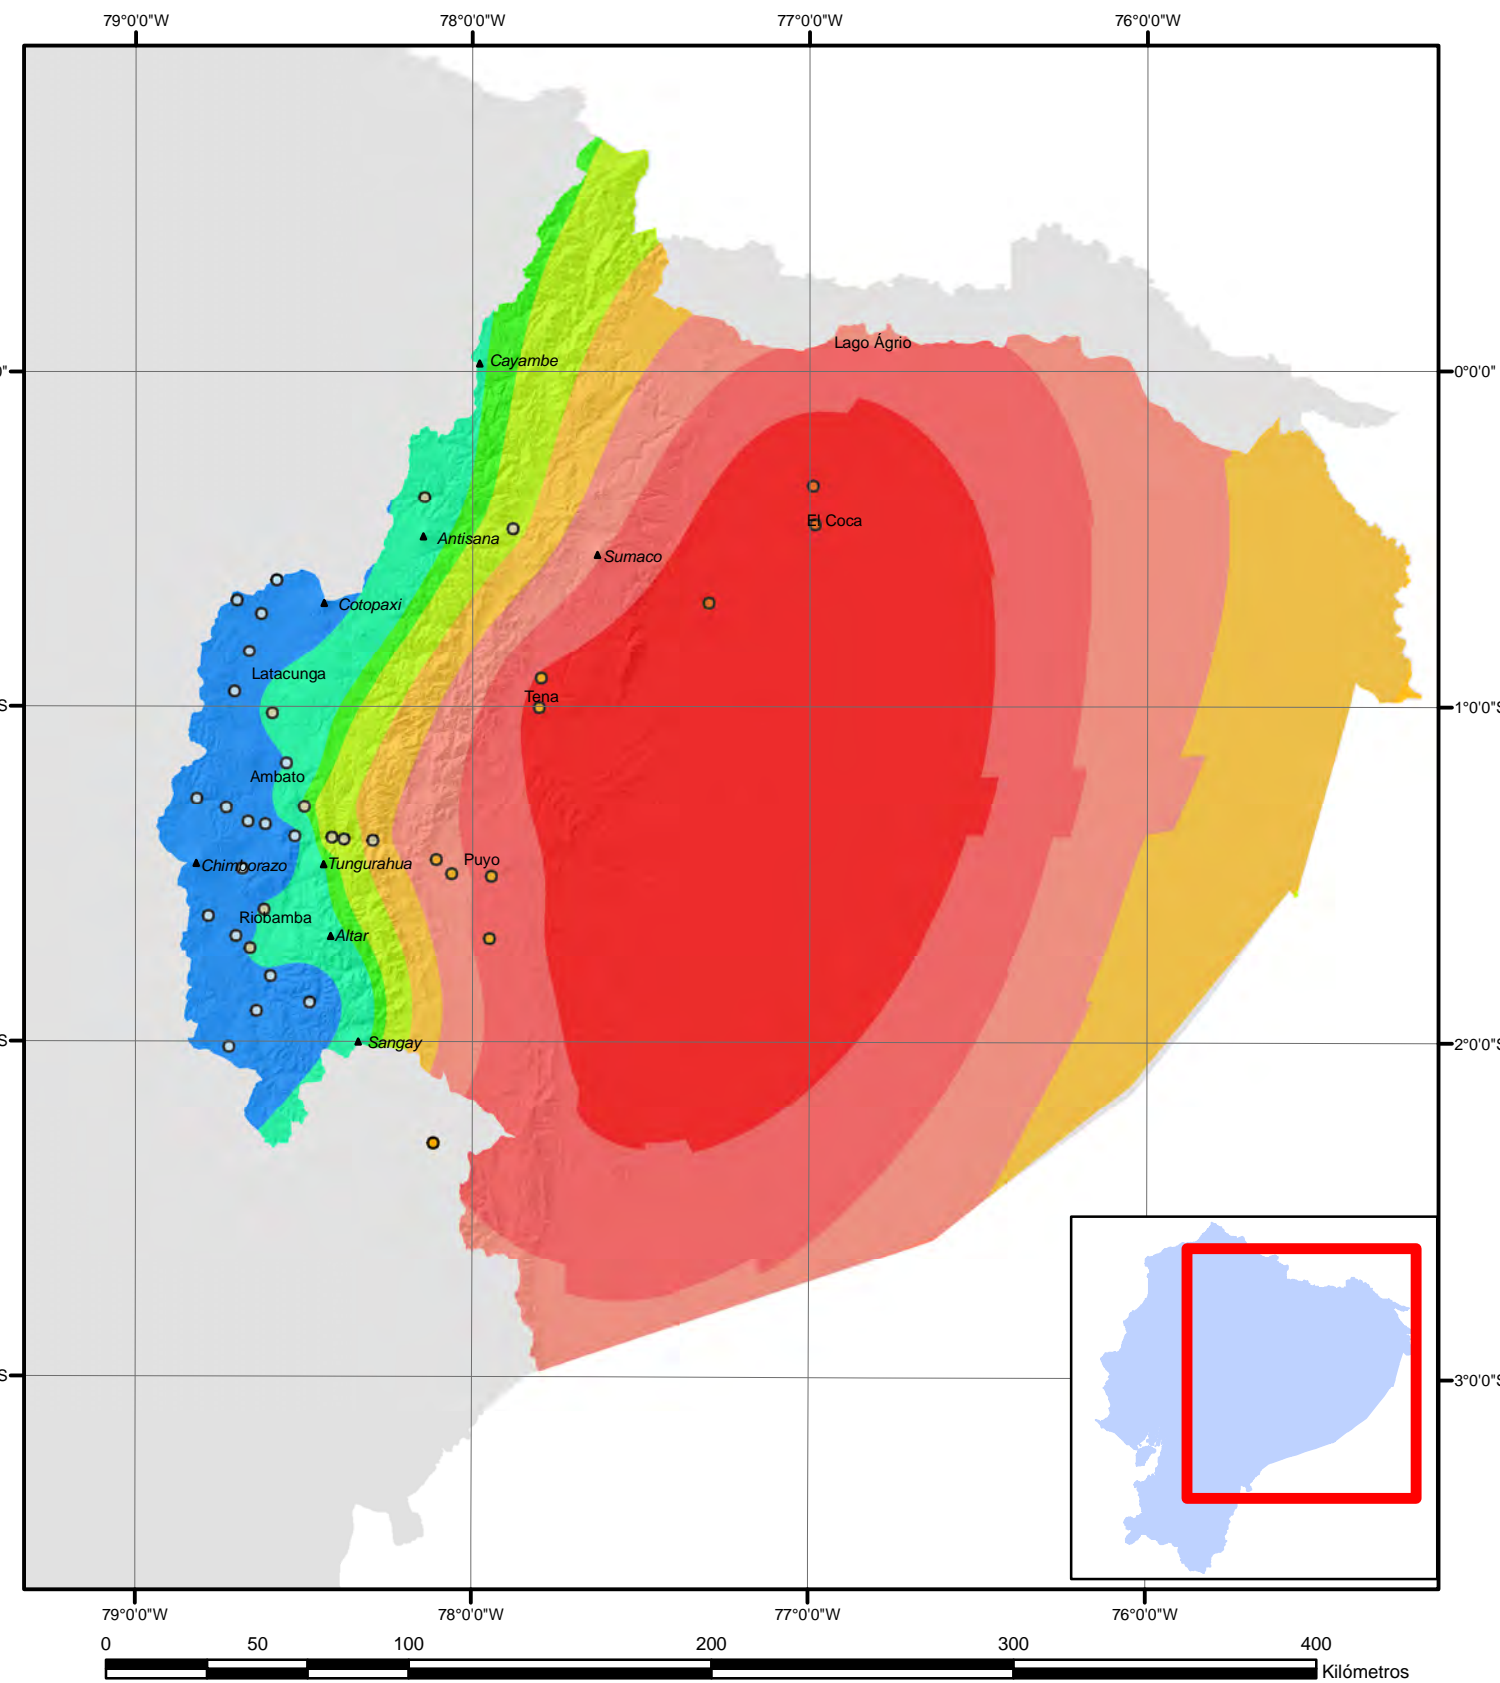 79°0'0"W 78°0'0"W 77°0'0"W 76°0'0"W
Lago Ágrio
Cayambe
0°0'0"
El Coca
Antisana
Sumaco
Cotopaxi
Latacunga
Tena
1°0'0"S
Ambato
Puyo
Chimborazo
Tungurahua
Riobamba
Altar
Sangay
2°0'0"S
3°0'0"S
79°0'0"W 78°0'0"W 77°0'0"W 76°0'0"W
0 50 100 200 300 400
Kilómetros